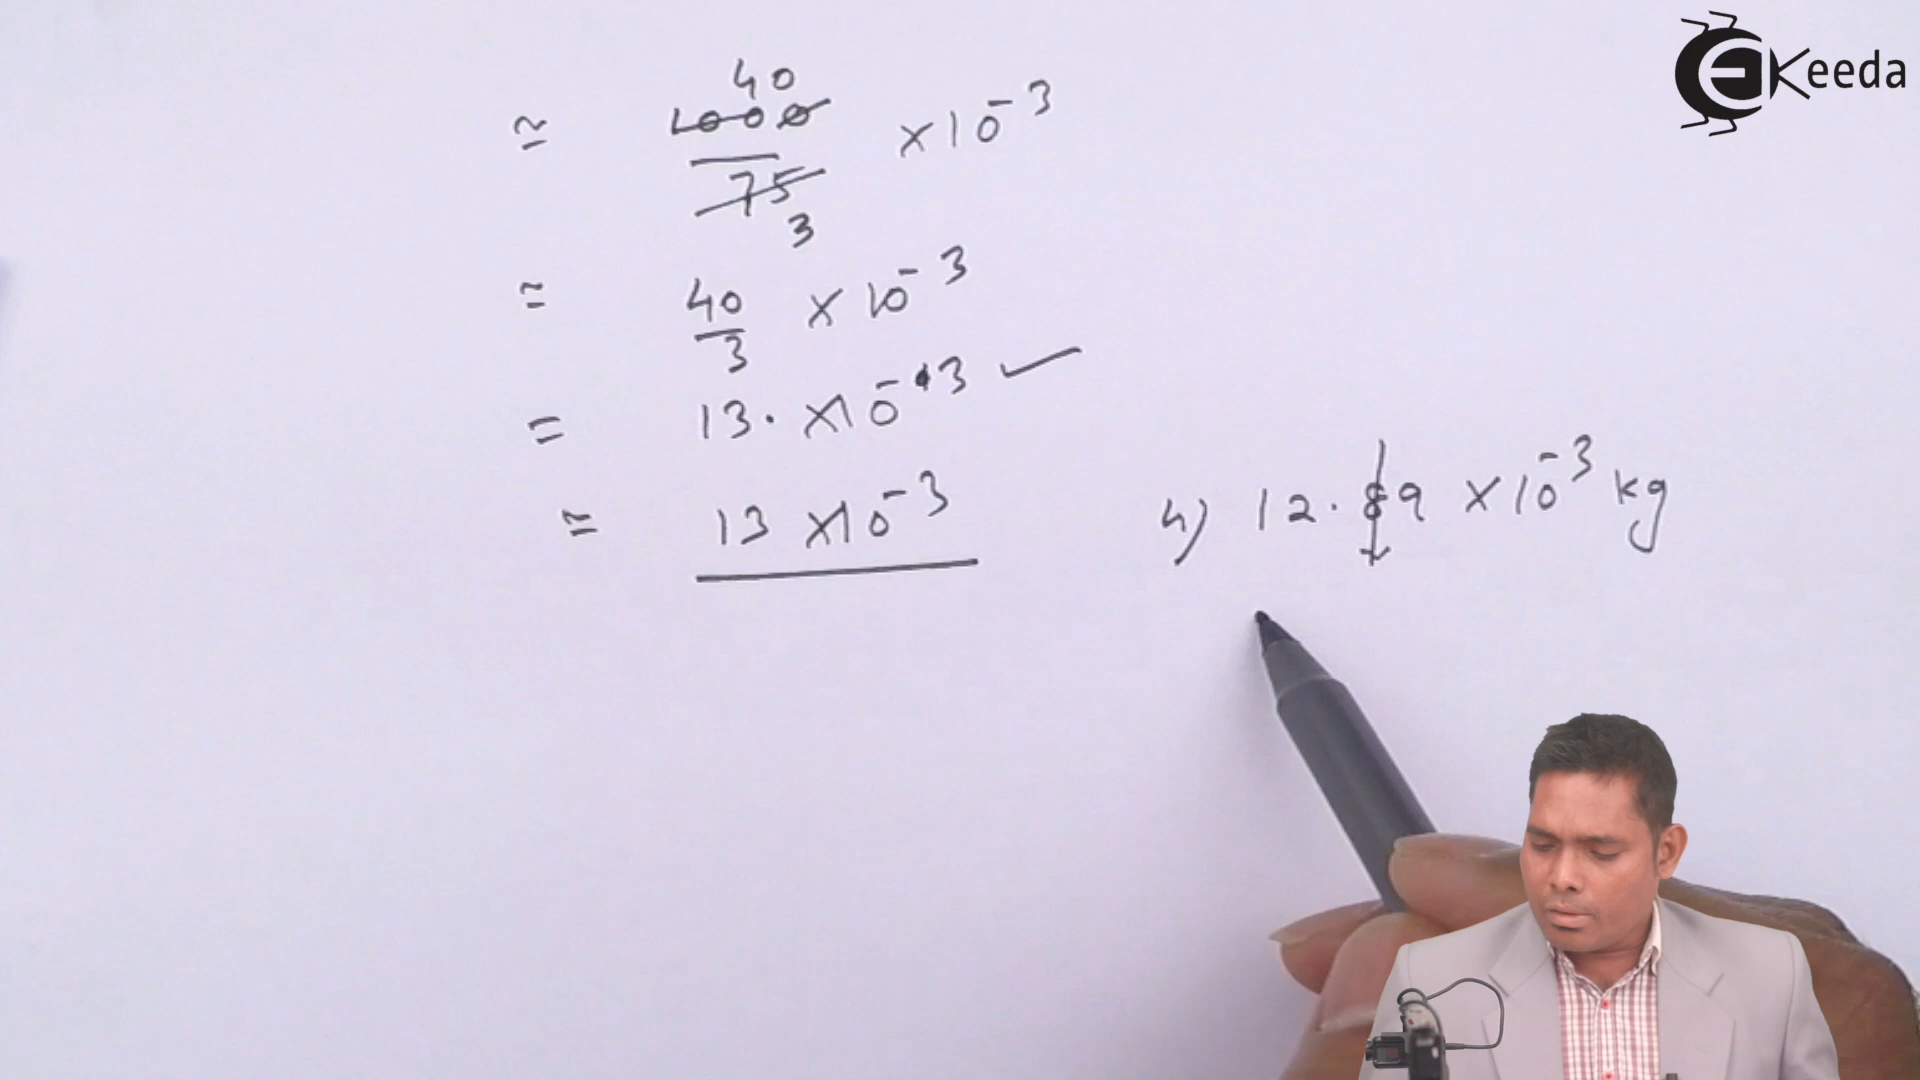 Keeda
≃ 40 1000/75 3 ×10⁻³
≃ 40/3 × 10⁻³
= 13. ×10⁻³ ✓
≃ 13 ×10⁻³
4) 12.89 ×10⁻³ kg